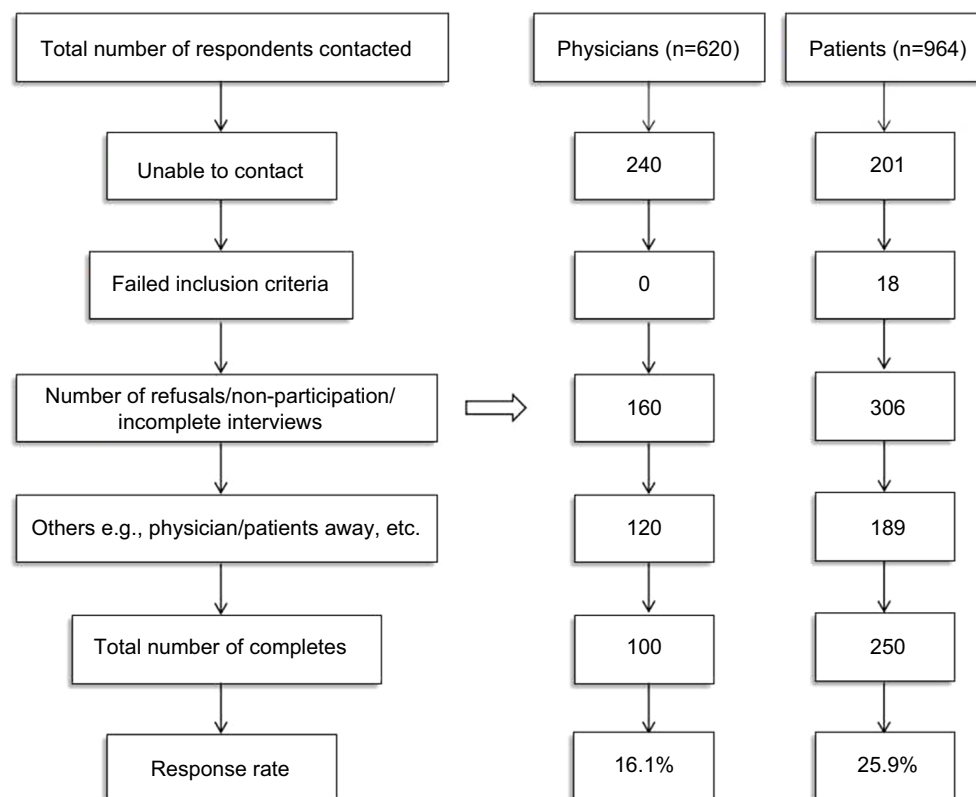 Total number of respondents contacted
Physicians (n=620)
Patients (n=964)
Unable to contact
240
201
Failed inclusion criteria
0
18
Number of refusals/non-participation/
incomplete interviews
160
306
Others e.g., physician/patients away, etc.
120
189
Total number of completes
100
250
Response rate
16.1%
25.9%